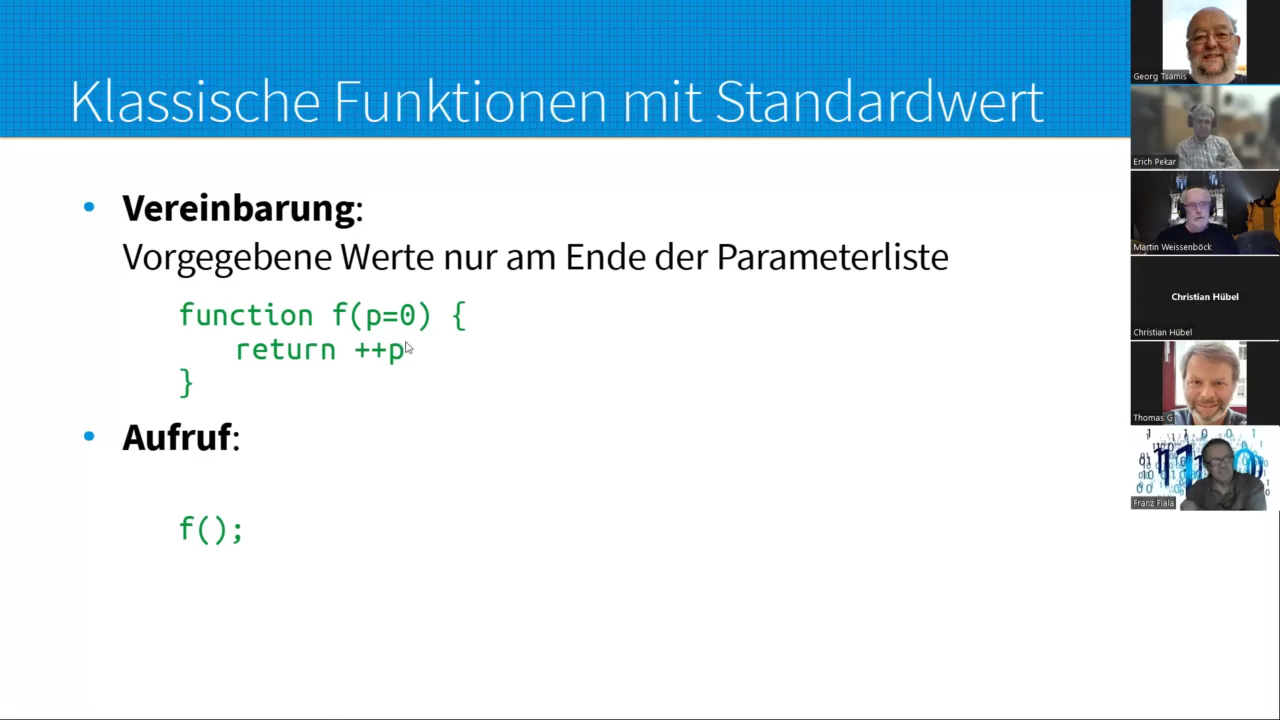 Klassische Funktionen mit Standardwert
• Vereinbarung:
Vorgegebene Werte nur am Ende der Parameterliste
function f(p=0) {
return ++p
}
• Aufruf:
f();
Georg Tsamis
Erich Pekar
Martin Weissenböck
Christian Hübel
Christian Hübel
Thomas G
Franz Fiala